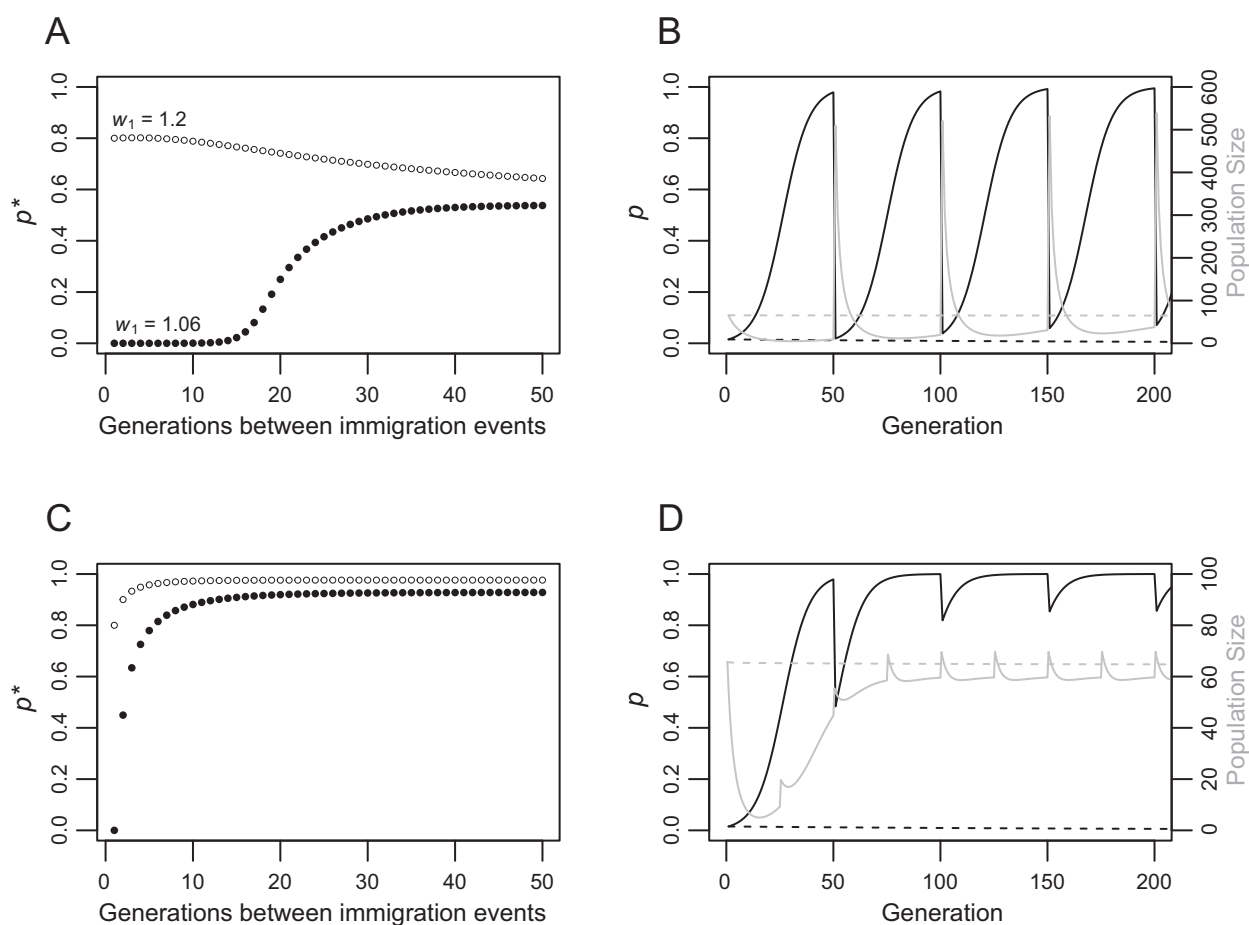 A
p*
1.0
0.8
0.6
0.4
0.2
0.0
w1 = 1.2
w1 = 1.06
0 10 20 30 40 50
Generations between immigration events
B
p
1.0
0.8
0.6
0.4
0.2
0.0
600
500
400
300
200
100
0
Population Size
0 50 100 150 200
Generation
C
p*
1.0
0.8
0.6
0.4
0.2
0.0
0 10 20 30 40 50
Generations between immigration events
D
p
1.0
0.8
0.6
0.4
0.2
0.0
100
80
60
40
20
0
Population Size
0 50 100 150 200
Generation